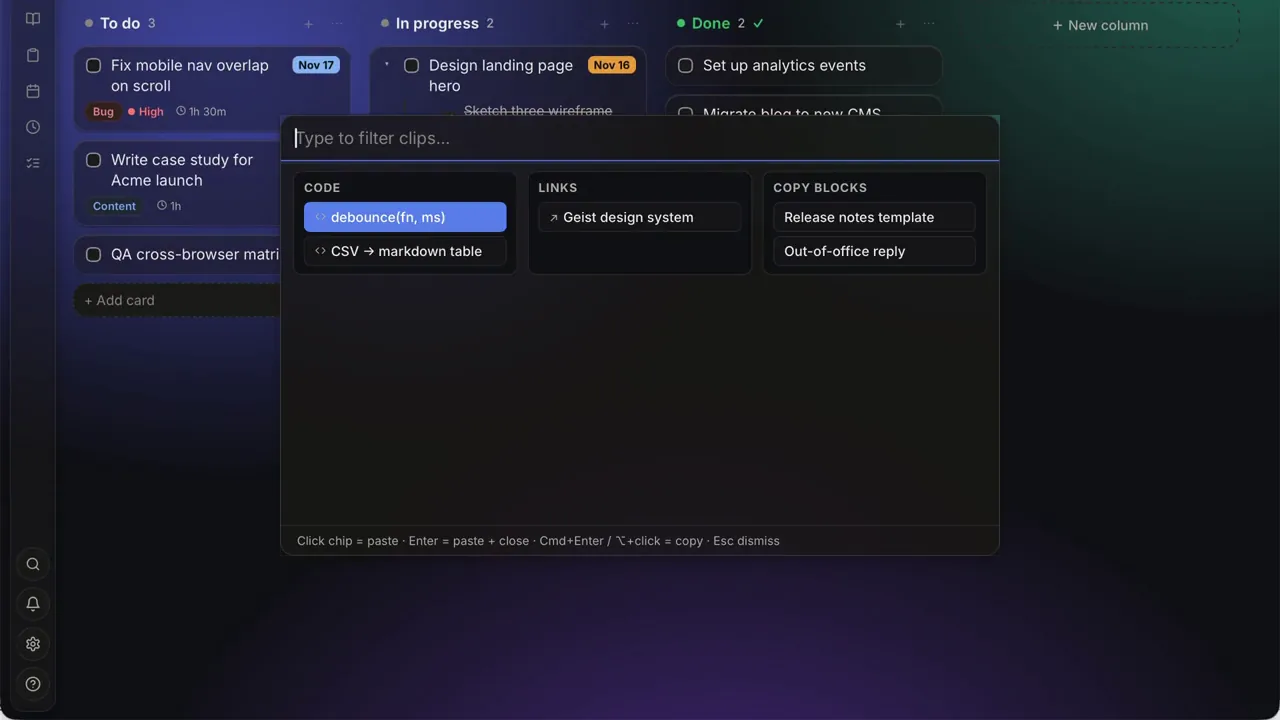 To do 3
+ ...
In progress 2
+ ...
Done 2 ✓
+ ...
+ New column
Fix mobile nav overlap
on scroll
Nov 17
Bug
High
1h 30m
Write case study for
Acme launch
Content
1h
QA cross-browser matri
+ Add card
Design landing page
hero
Nov 16
Sketch three wireframe
Set up analytics events
Migrate blog to new CMS
Type to filter clips...
CODE
<> debounce(fn, ms)
<> CSV → markdown table
LINKS
↗ Geist design system
COPY BLOCKS
Release notes template
Out-of-office reply
Click chip = paste · Enter = paste + close · Cmd+Enter / ⌥+click = copy · Esc dismiss